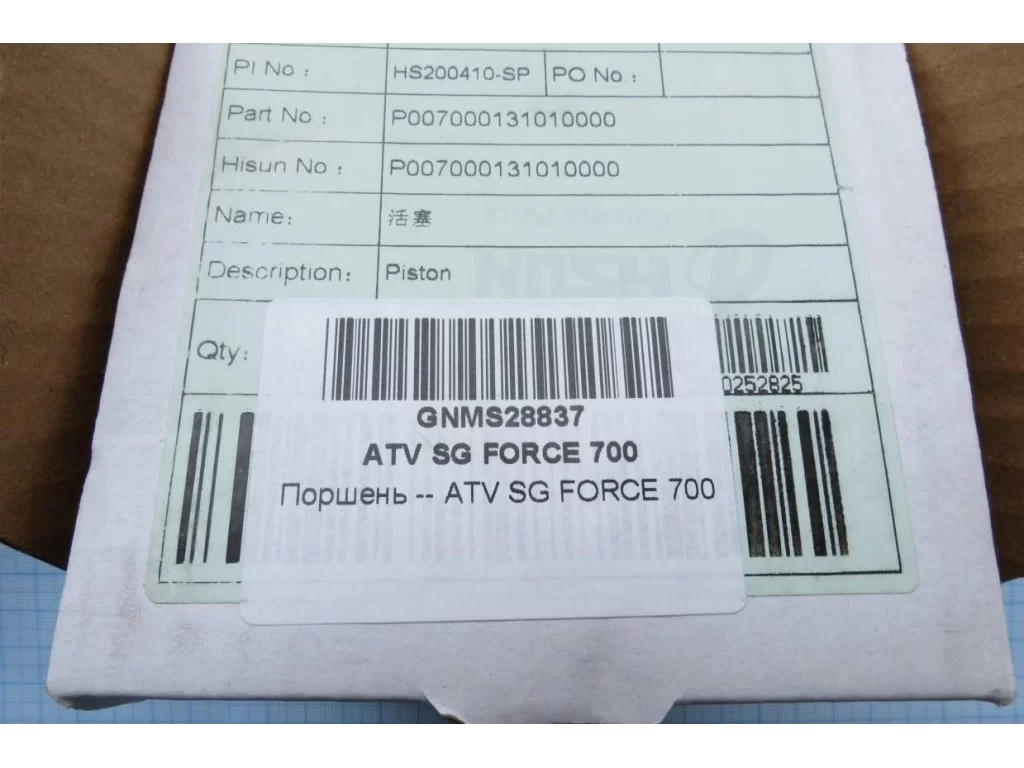 PI No : HS200410-SP PO No.:
Part No : P007000131010000
Hisun No : P007000131010000
Name: 活塞
Description: Piston
Qty:
0252825
GNMS28837
ATV SG FORCE 700
Поршень -- ATV SG FORCE 700